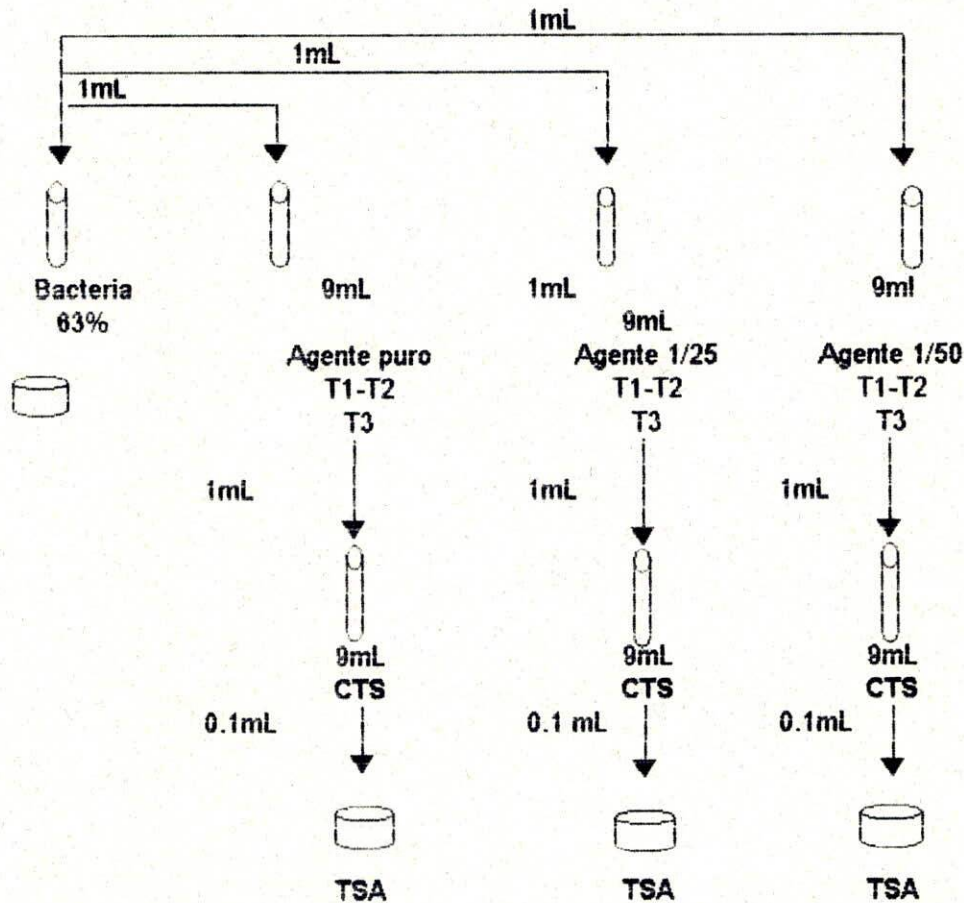 1mL
1mL
1mL
Bacteria
63%
9mL
1mL
9ml
9mL
Agente puro
T1-T2
T3
Agente 1/25
T1-T2
T3
Agente 1/50
T1-T2
T3
1mL
1mL
1mL
9mL
CTS
9mL
CTS
9mL
CTS
0.1mL
0.1 mL
0.1mL
TSA
TSA
TSA